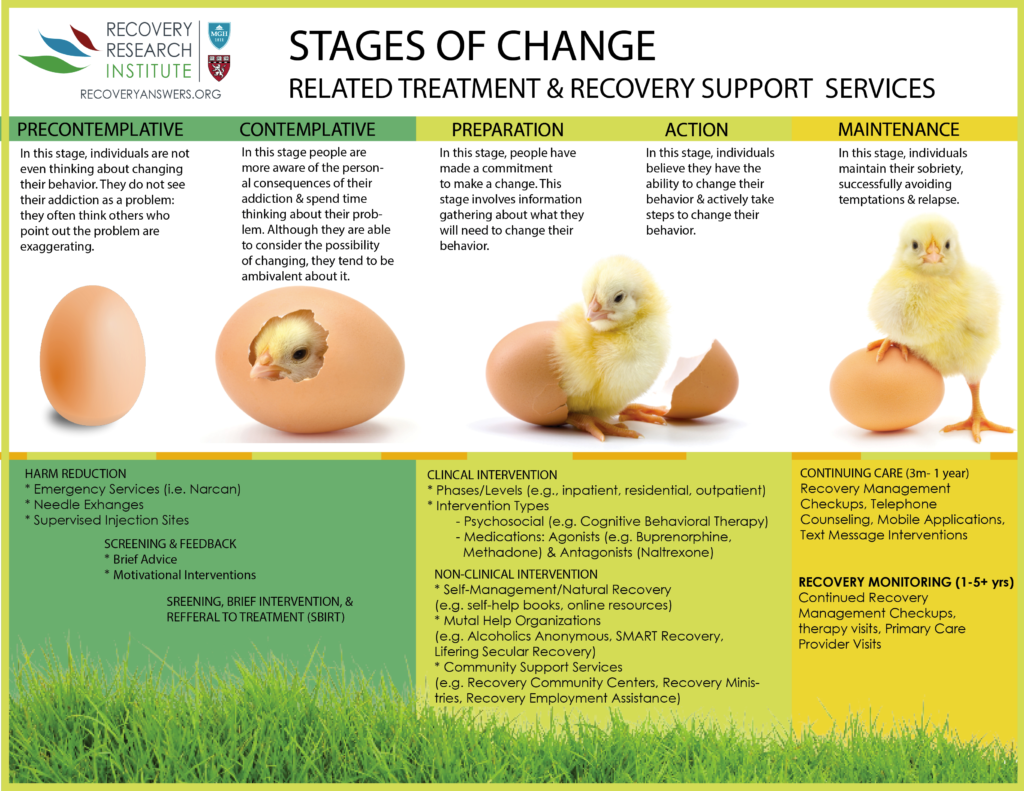 RECOVERY
RESEARCH
INSTITUTE
MGH
1811
RECOVERYANSWERS.ORG
STAGES OF CHANGE
RELATED TREATMENT & RECOVERY SUPPORT SERVICES
PRECONTEMPLATIVE
In this stage, individuals are not
even thinking about changing
their behavior. They do not see
their addiction as a problem:
they often think others who
point out the problem are
exaggerating.
CONTEMPLATIVE
In this stage people are
more aware of the person-
al consequences of their
addiction & spend time
thinking about their prob-
lem. Although they are able
to consider the possibility
of changing, they tend to be
ambivalent about it.
PREPARATION
In this stage, people have
made a commitment
to make a change. This
stage involves information
gathering about what they
will need to change their
behavior.
ACTION
In this stage, individuals
believe they have the
ability to change their
behavior & actively take
steps to change their
behavior.
MAINTENANCE
In this stage, individuals
maintain their sobriety,
successfully avoiding
temptations & relapse.
HARM REDUCTION
* Emergency Services (i.e. Narcan)
* Needle Exhanges
* Supervised Injection Sites
SCREENING & FEEDBACK
* Brief Advice
* Motivational Interventions
SREENING, BRIEF INTERVENTION, &
REFFERAL TO TREATMENT (SBIRT)
CLINCAL INTERVENTION
* Phases/Levels (e.g., inpatient, residential, outpatient)
* Intervention Types
- Psychosocial (e.g. Cognitive Behavioral Therapy)
- Medications: Agonists (e.g. Buprenorphine,
Methadone) & Antagonists (Naltrexone)
NON-CLINICAL INTERVENTION
* Self-Management/Natural Recovery
(e.g. self-help books, online resources)
* Mutal Help Organizations
(e.g. Alcoholics Anonymous, SMART Recovery,
Lifering Secular Recovery)
* Community Support Services
(e.g. Recovery Community Centers, Recovery Minis-
tries, Recovery Employment Assistance)
CONTINUING CARE (3m- 1 year)
Recovery Management
Checkups, Telephone
Counseling, Mobile Applications,
Text Message Interventions
RECOVERY MONITORING (1-5+ yrs)
Continued Recovery
Management Checkups,
therapy visits, Primary Care
Provider Visits